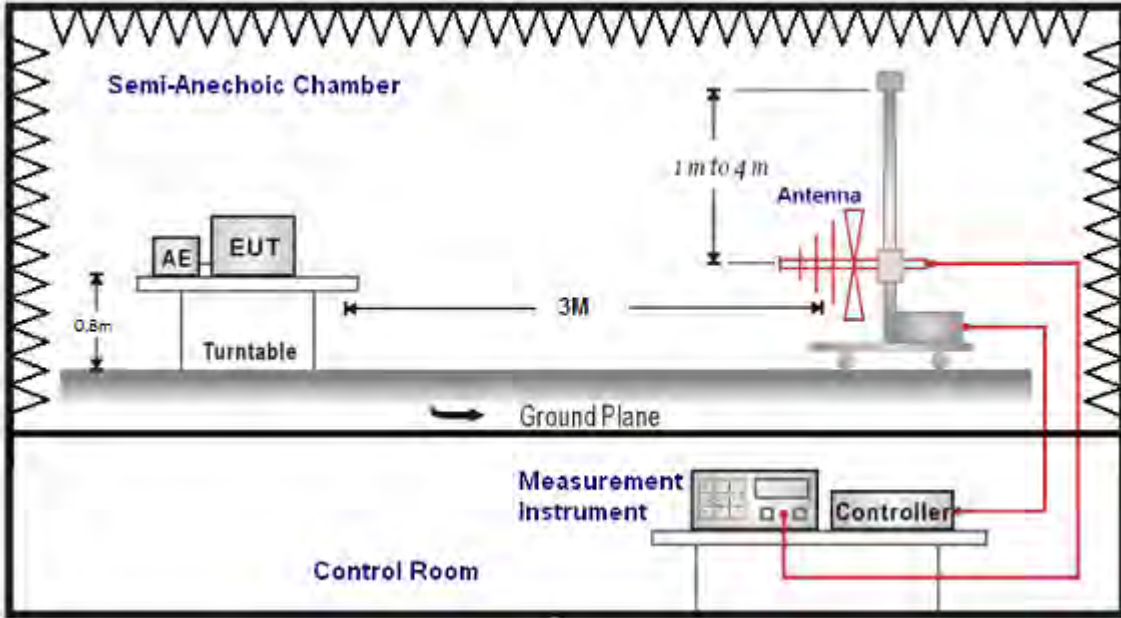 Semi-Anechoic Chamber
1 m to 4 m
Antenna
AE
EUT
3M
0.8m
Turntable
Ground Plane
Measurement
Instrument
Controller
Control Room